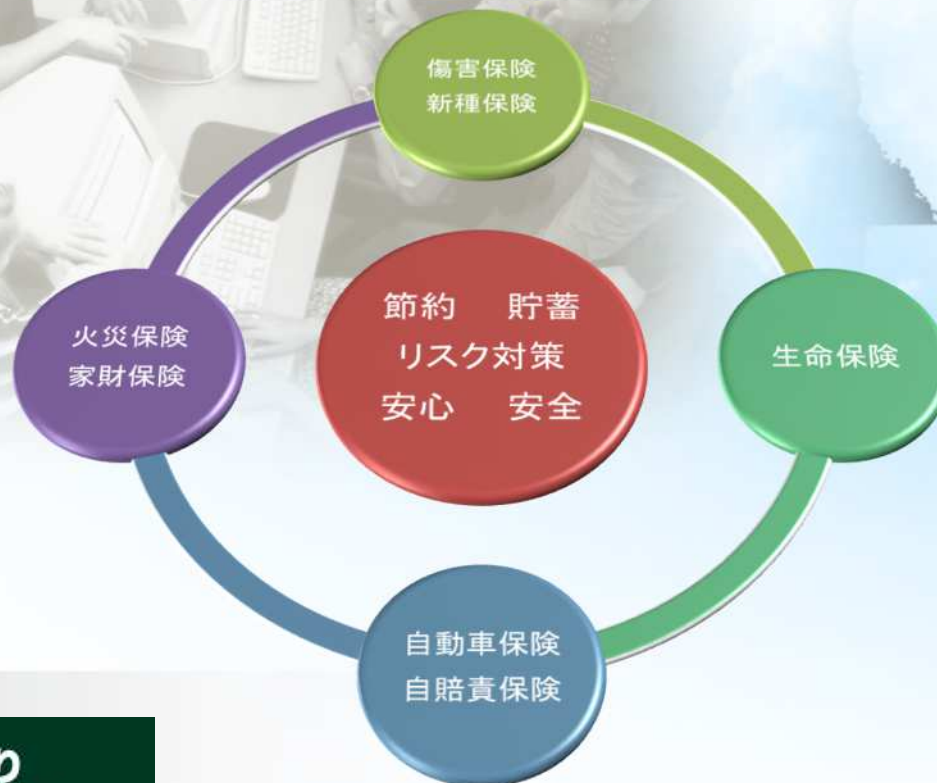 傷害保険
新種保険
火災保険
家財保険
節約 貯蓄
リスク対策
安心 安全
生命保険
自動車保険
自賠責保険